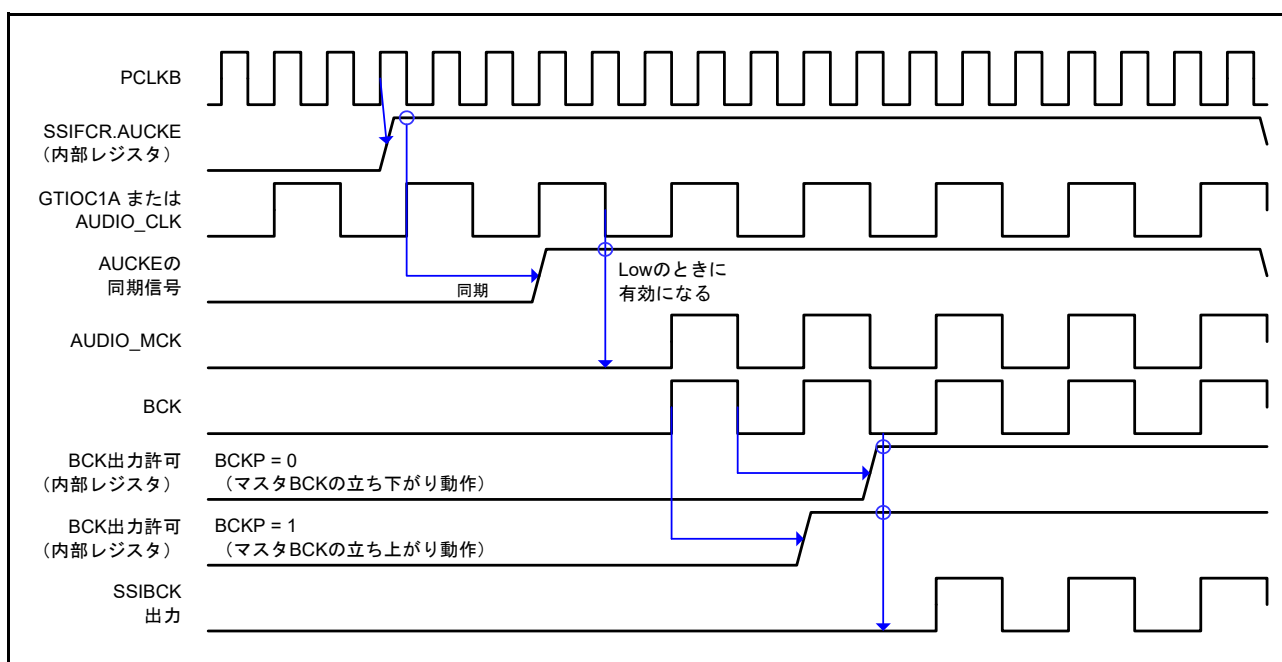 PCLKB
SSIFCR.AUCKE
（内部レジスタ）
GTIOC1A または
AUDIO_CLK
AUCKEの
同期信号
同期
Lowのときに
有効になる
AUDIO_MCK
BCK
BCK出力許可
（内部レジスタ）
BCKP = 0
（マスタBCKの立ち下がり動作）
BCK出力許可
（内部レジスタ）
BCKP = 1
（マスタBCKの立ち上がり動作）
SSIBCK
出力